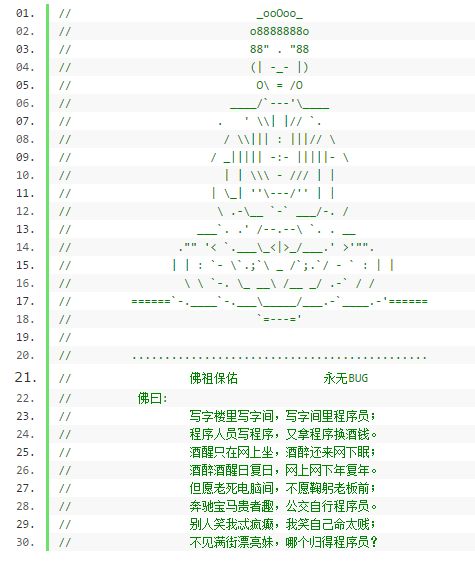 01. //                            _ooOoo_
02. //                           o8888888o
03. //                           88" . "88
04. //                           (| -_- |)
05. //                            O\ = /O
06. //                        ____/`---'\____
07. //                      .   ' \\| |// `.
08. //                       / \\||| : |||// \
09. //                     / _||||| -:- |||||- \
10. //                       | | \\\ - /// | |
11. //                     | \_| ''\---/'' | |
12. //                      \ .-\__ `-` ___/-. /
13. //                   ___`. .' /--.--\ `. . __
14. //                ."" '< `.___\_<|>_/___.' >'"".
15. //               | | : `- \`.;`\ _ /`;.`/ - ` : | |
16. //                 \ \ `-. \_ __\ /__ _/ .-` / /
17. //         ======`-.____`-.___\_____/___.-`____.-'======
18. //                            `=---='
19. //
20. //         .............................................
21. //                  佛祖保佑             永无BUG
22. //          佛曰:
23. //                  写字楼里写字间，写字间里程序员；
24. //                  程序人员写程序，又拿程序换酒钱。
25. //                  酒醒只在网上坐，酒醉还来网下眠；
26. //                  酒醉酒醒日复日，网上网下年复年。
27. //                  但愿老死电脑间，不愿鞠躬老板前；
28. //                  奔驰宝马贵者趣，公交自行程序员。
29. //                  别人笑我忒疯癫，我笑自己命太贱；
30. //                  不见满街漂亮妹，哪个归得程序员？